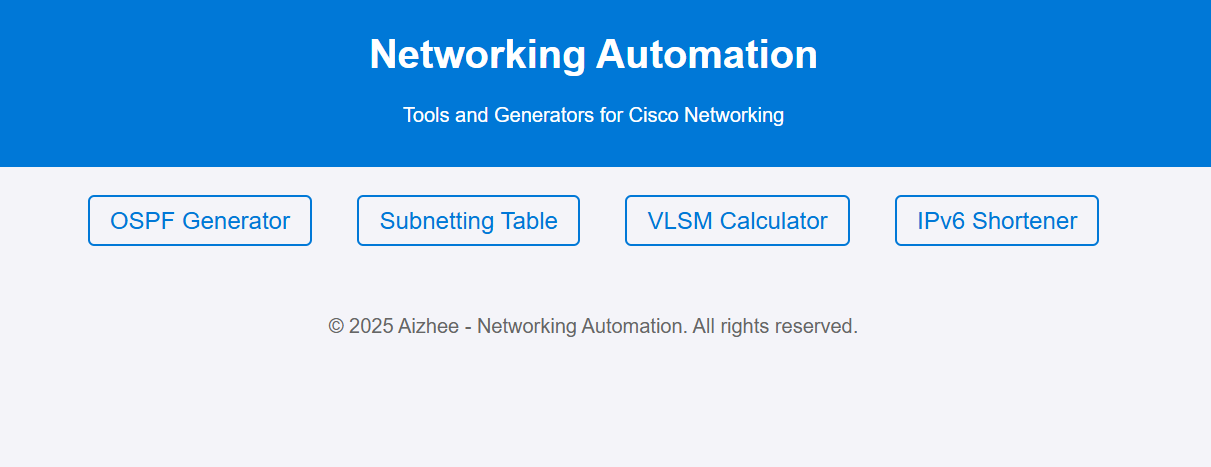 Networking Automation
Tools and Generators for Cisco Networking
OSPF Generator Subnetting Table VLSM Calculator IPv6 Shortener
© 2025 Aizhee - Networking Automation. All rights reserved.